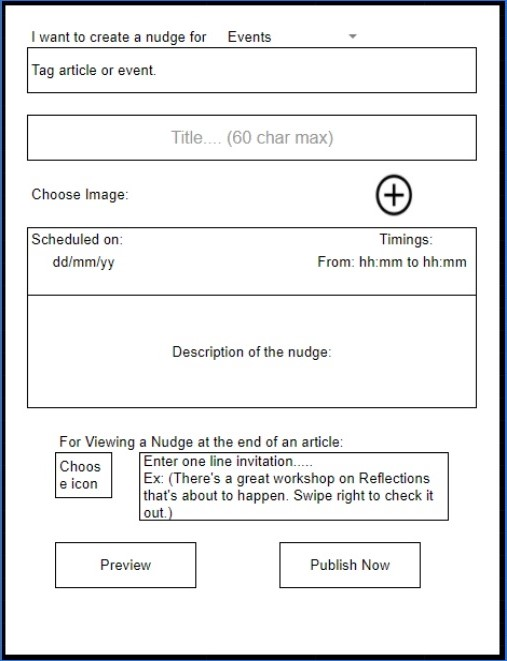 I want to create a nudge for Events
Tag article or event.
Title.... (60 char max)
Choose Image:
Scheduled on: Timings:
dd/mm/yy From: hh:mm to hh:mm
Description of the nudge:
For Viewing a Nudge at the end of an article:
Choos
e icon
Enter one line invitation.....
Ex: (There's a great workshop on Reflections
that's about to happen. Swipe right to check it
out.)
Preview Publish Now